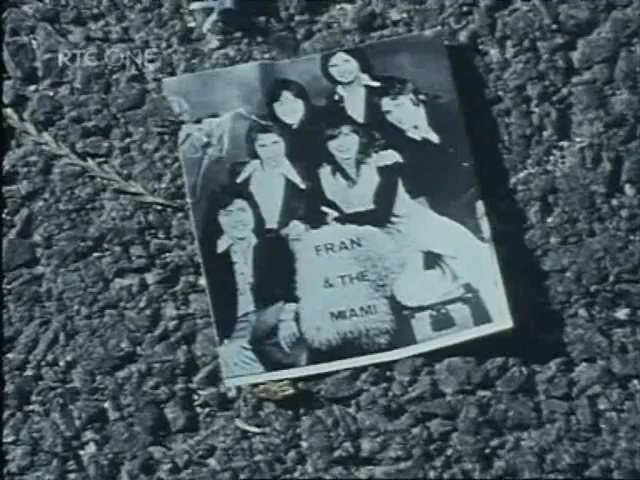 RTÉ ONE
FRAN
& THE
MIAMI